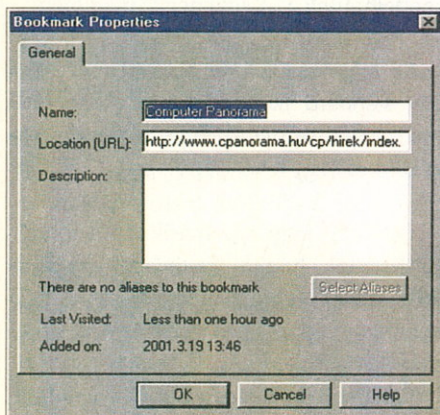 Bookmark Properties
General
Name: Computer Panorama
Location (URL): http://www.cpanorama.hu/cp/hirek/index.
Description:
There are no aliases to this bookmark Select Aliases
Last Visited: Less than one hour ago
Added on: 2001.3.19 13:46
OK Cancel Help